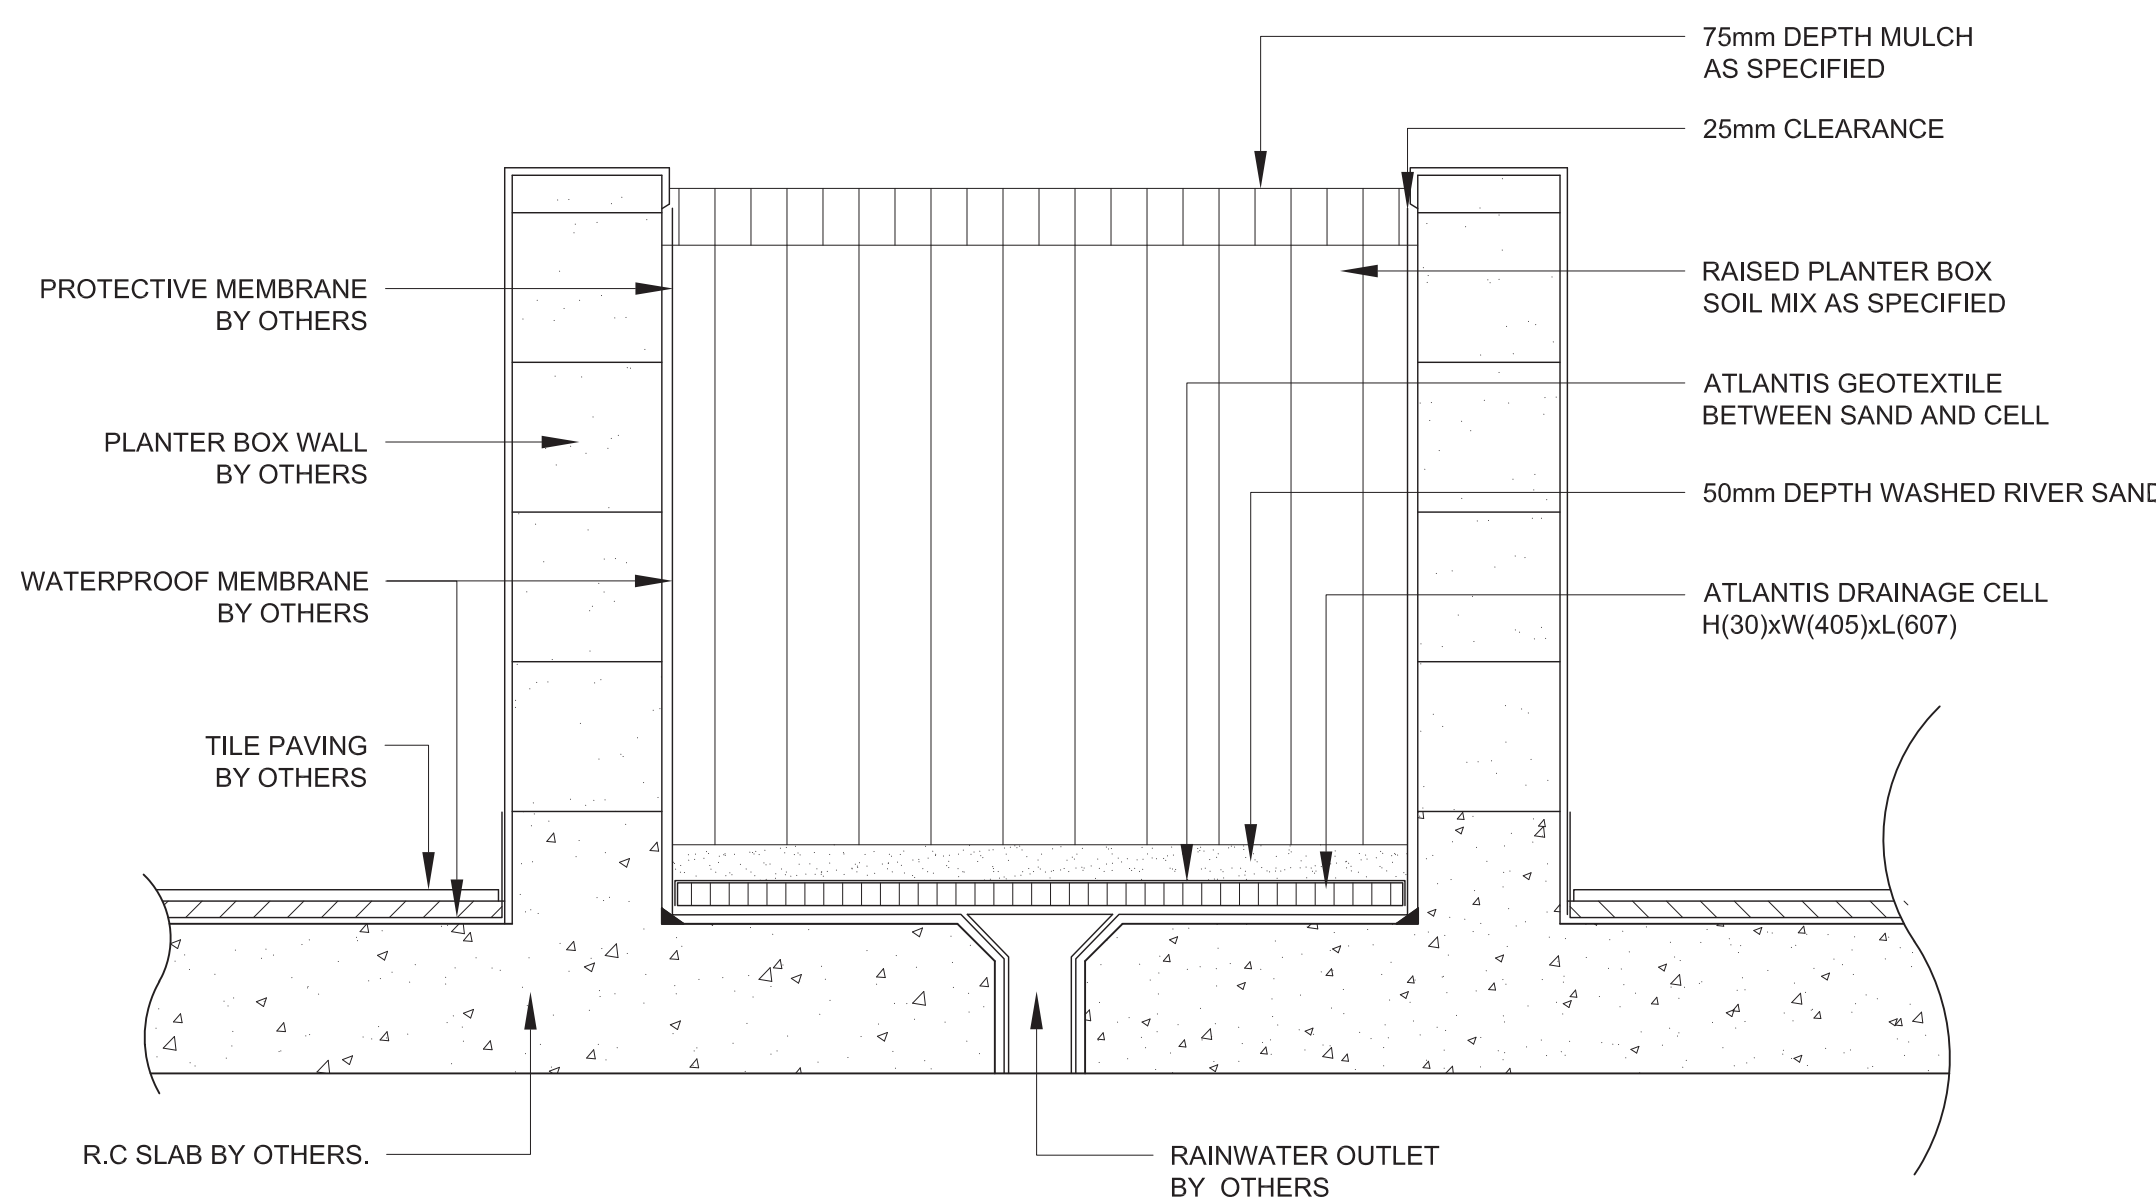 75mm DEPTH MULCH
AS SPECIFIED
25mm CLEARANCE
RAISED PLANTER BOX
SOIL MIX AS SPECIFIED
ATLANTIS GEOTEXTILE
BETWEEN SAND AND CELL
50mm DEPTH WASHED RIVER SAND
ATLANTIS DRAINAGE CELL
H(30)xW(405)xL(607)
PROTECTIVE MEMBRANE
BY OTHERS
PLANTER BOX WALL
BY OTHERS
WATERPROOF MEMBRANE
BY OTHERS
TILE PAVING
BY OTHERS
R.C SLAB BY OTHERS.
RAINWATER OUTLET
BY OTHERS